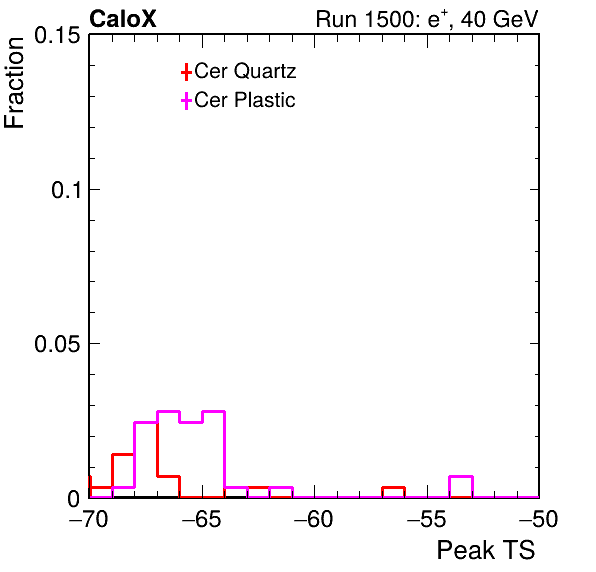 CaloX Run 1500: e⁺, 40 GeV
Cer Quartz
Cer Plastic
Fraction
0.15
0.1
0.05
0
−70 −65 −60 −55 −50
Peak TS